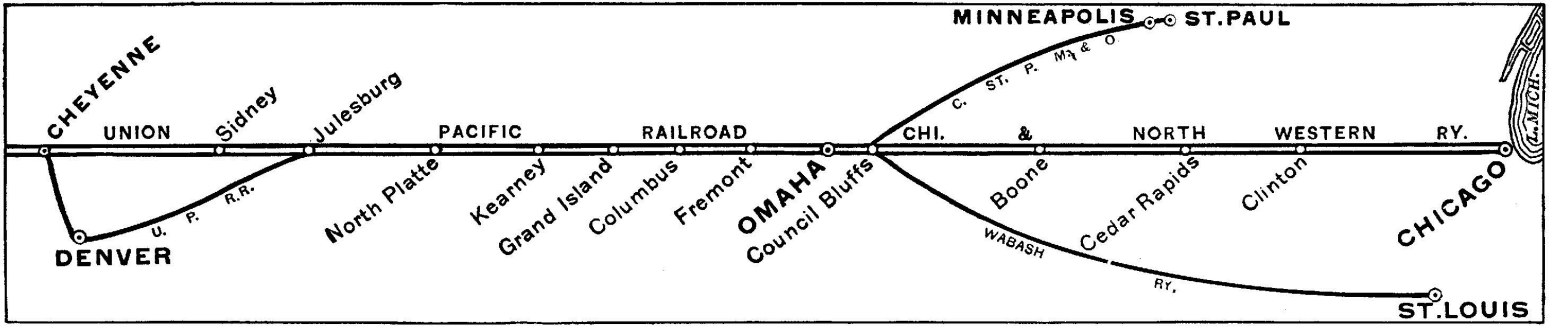 MINNEAPOLIS ST. PAUL
C. ST. P. M. & O
CHEYENNE
UNION PACIFIC RAILROAD
CHI. & NORTH WESTERN RY.
L. MICH.
Sidney
Julesburg
North Platte
Kearney
Grand Island
Columbus
Fremont
OMAHA
Council Bluffs
Boone
Cedar Rapids
Clinton
CHICAGO
U. P. R.R.
DENVER
WABASH RY.
ST. LOUIS